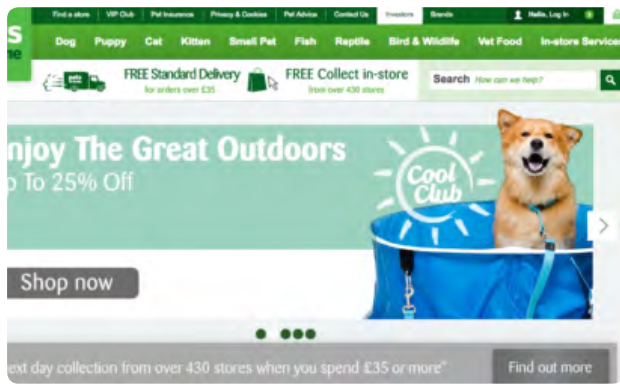 Find a store VIP Club Pet Insurance Privacy & Cookies Pet Advice Contact Us Investors Brands Hello, Log In 0
s
ne
Dog Puppy Cat Kitten Small Pet Fish Reptile Bird & Wildlife Vet Food In-store Services
FREE Standard Delivery
for orders over £35
FREE Collect in-store
from over 430 stores
Search How can we help?
njoy The Great Outdoors
p To 25% Off
Cool
Club
Shop now
ext day collection from over 430 stores when you spend £35 or more*
Find out more